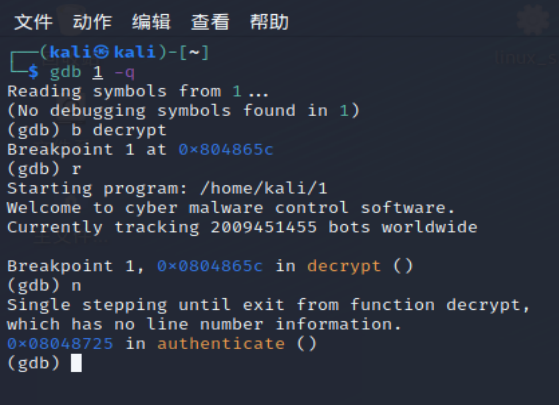 文件 动作 编辑 查看 帮助
┌──(kali㉿kali)-[~]
└─$ gdb 1 -q
Reading symbols from 1...
(No debugging symbols found in 1)
(gdb) b decrypt
Breakpoint 1 at 0×804865c
(gdb) r
Starting program: /home/kali/1
Welcome to cyber malware control software.
Currently tracking 2009451455 bots worldwide
Breakpoint 1, 0×0804865c in decrypt ()
(gdb) n
Single stepping until exit from function decrypt,
which has no line number information.
0×08048725 in authenticate ()
(gdb)